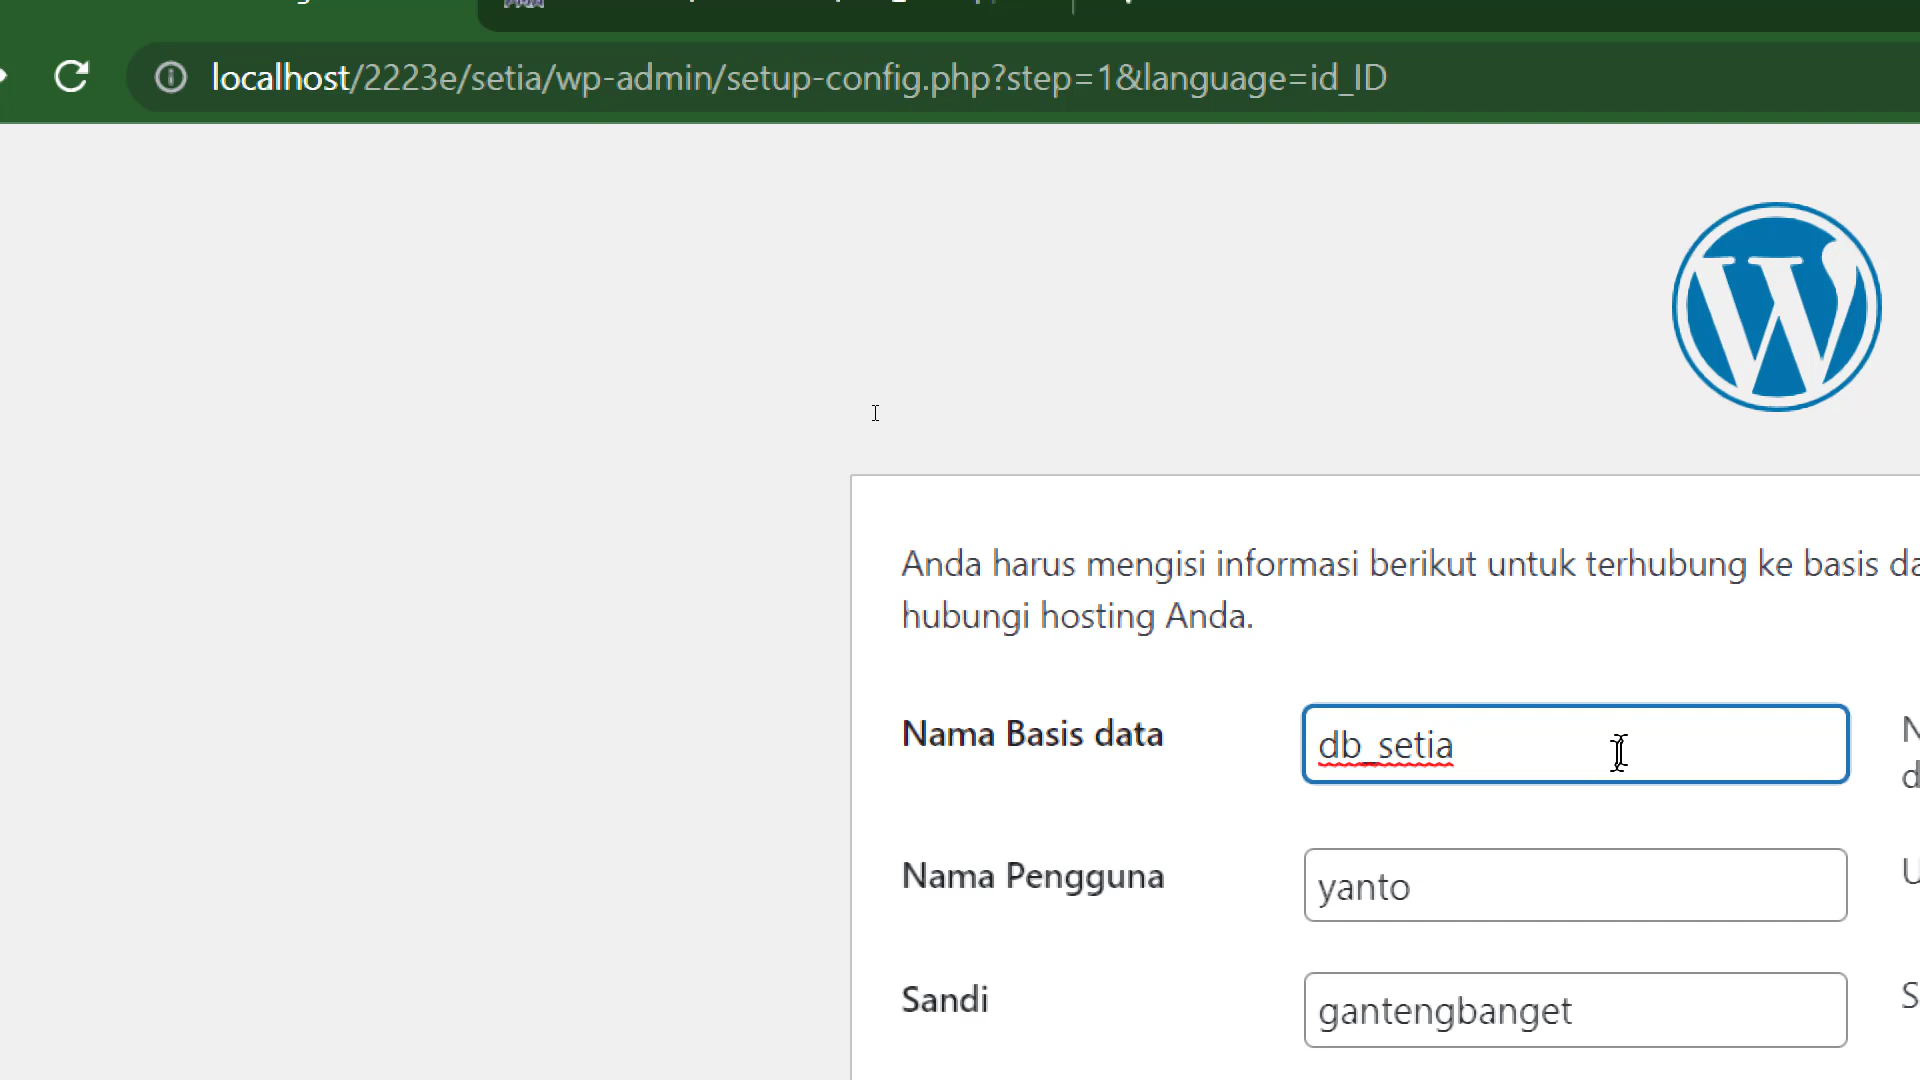 localhost/2223e/setia/wp-admin/setup-config.php?step=1&language=id_ID
Anda harus mengisi informasi berikut untuk terhubung ke basis
hubungi hosting Anda.
Nama Basis data
db_setia
Nama Pengguna
yanto
Sandi
gantengbanget